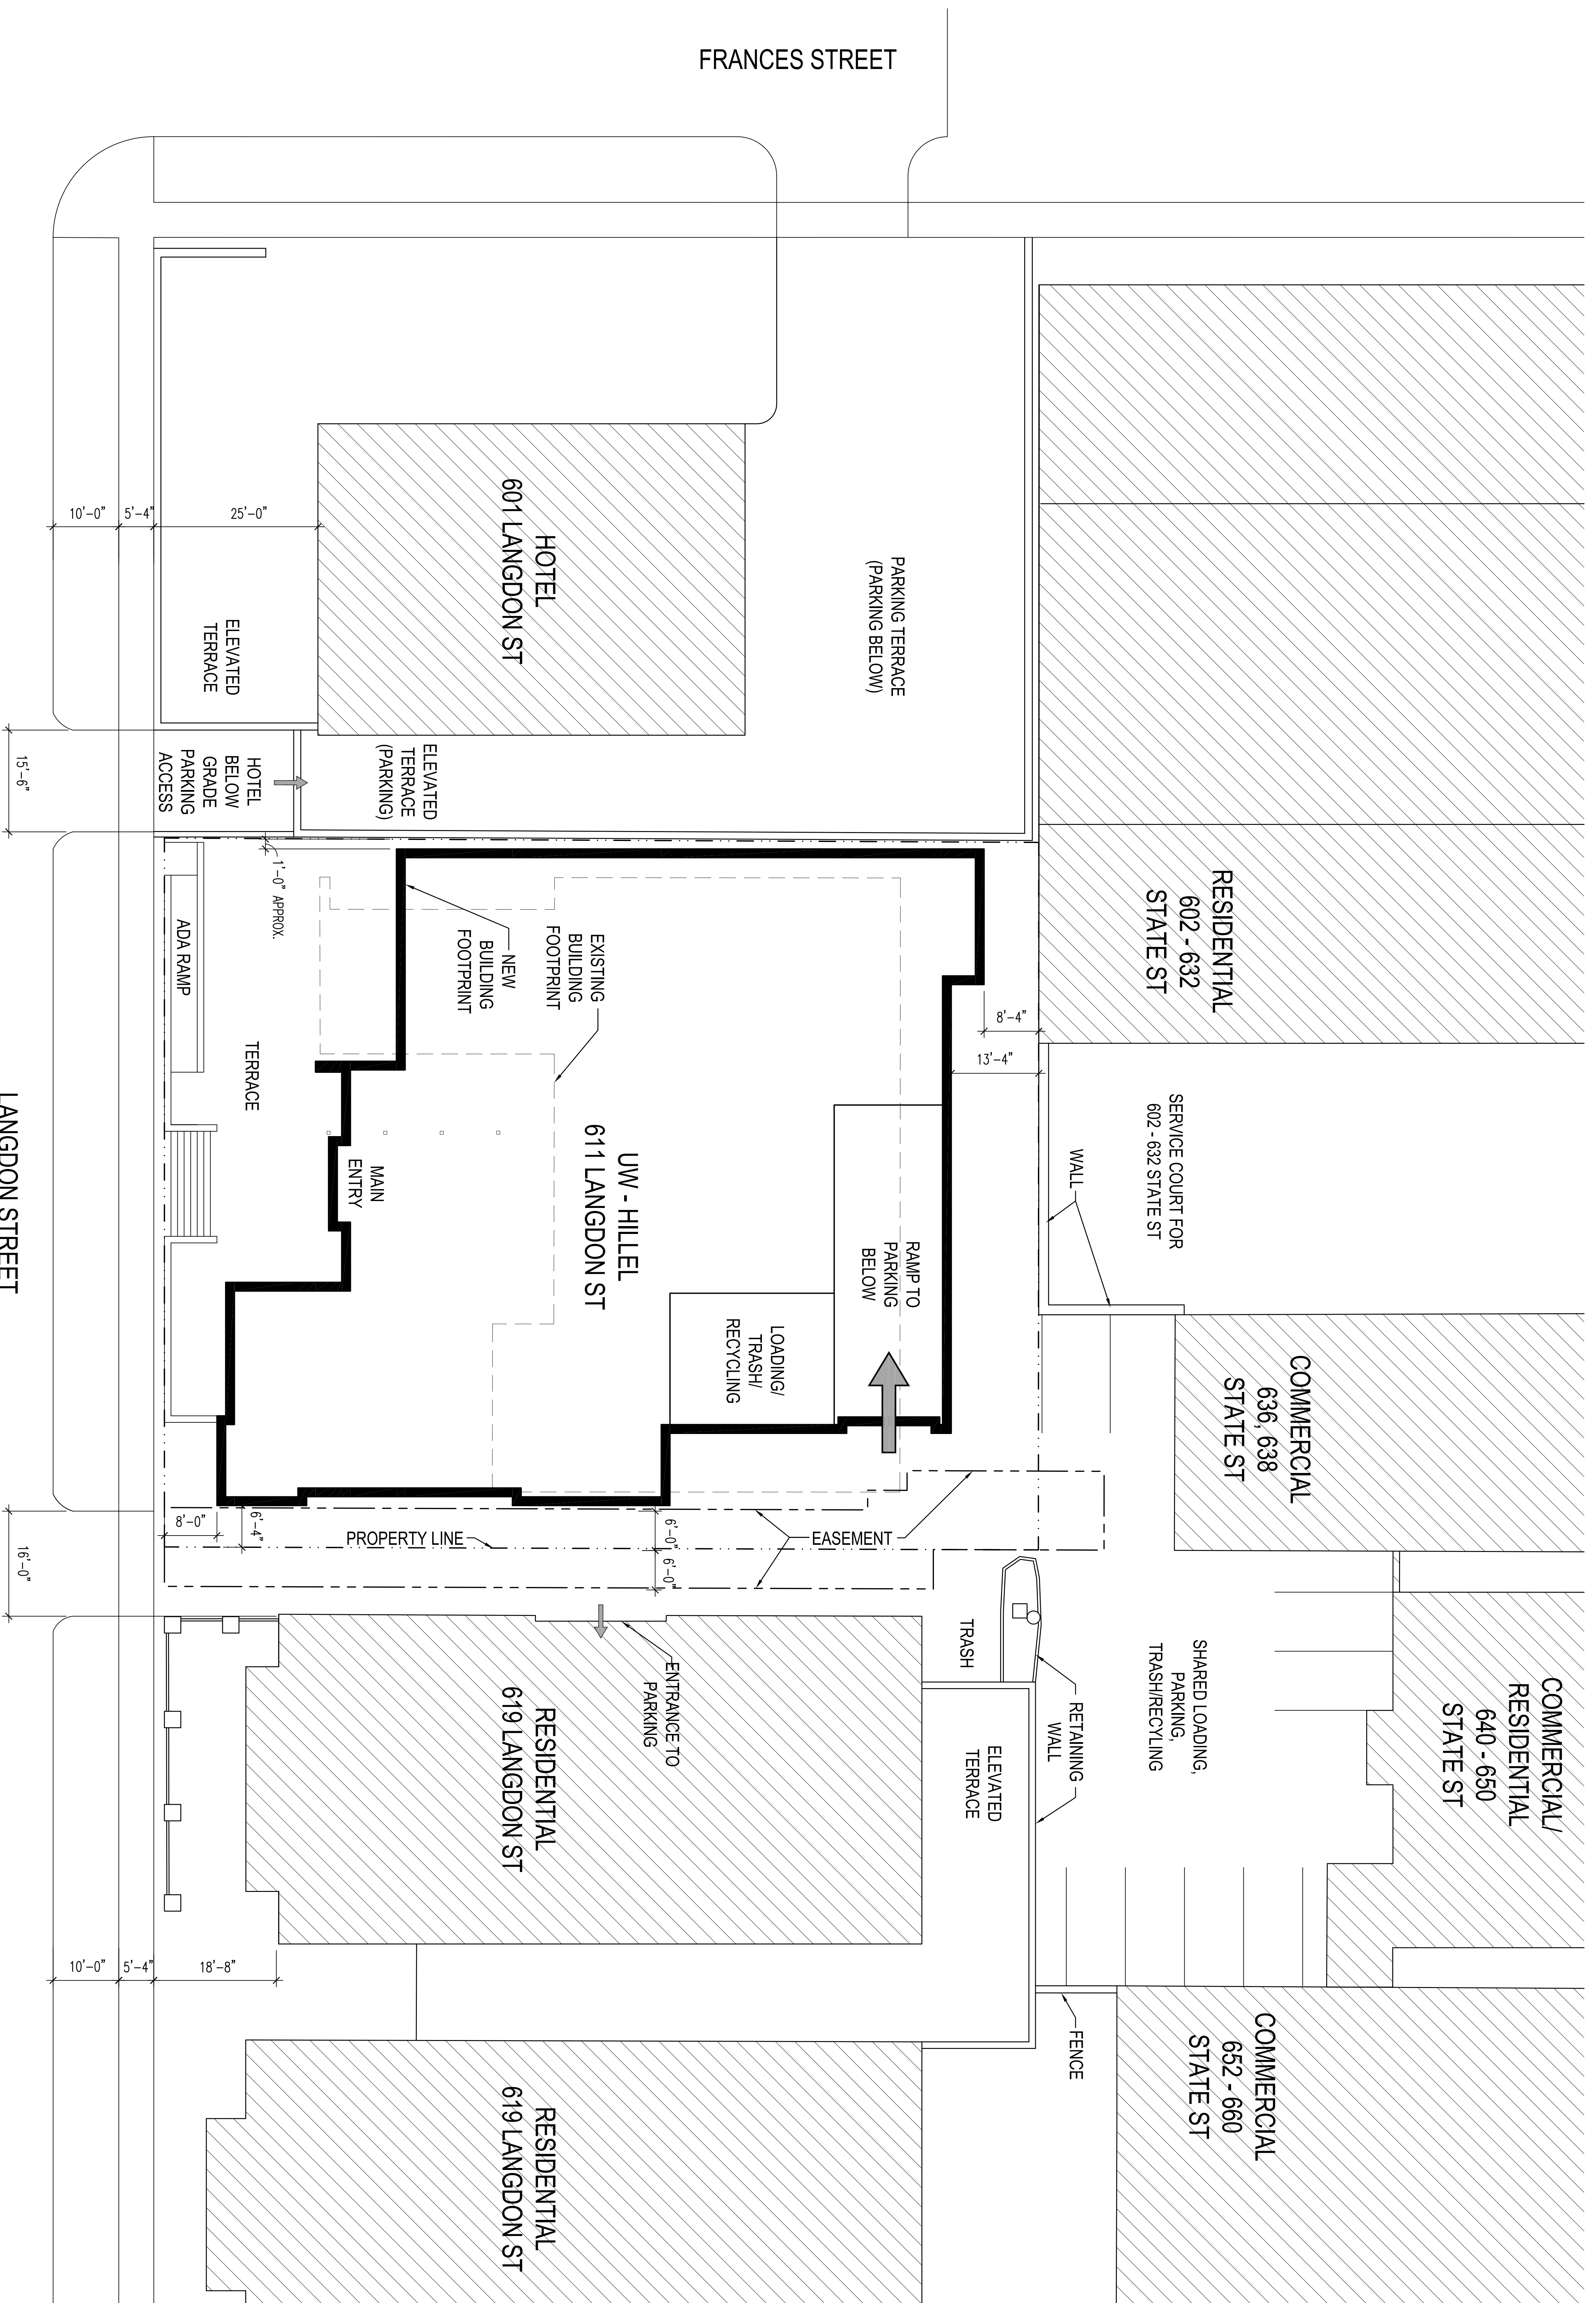 FRANCES STREET
HOTEL
601 LANGDON ST
PARKING TERRACE
(PARKING BELOW)
10'-0"
5'-4"
25'-0"
ELEVATED
TERRACE
15'-6"
HOTEL
BELOW
GRADE
PARKING
ACCESS
ELEVATED
TERRACE
(PARKING)
1'-0" APPROX.
RESIDENTIAL
602 - 632
STATE ST
ADA RAMP
TERRACE
EXISTING
BUILDING
FOOTPRINT
NEW
BUILDING
FOOTPRINT
8'-4"
13'-4"
SERVICE COURT FOR
602 - 632 STATE ST
WALL
UW - HILLEL
611 LANGDON ST
MAIN
ENTRY
RAMP TO
PARKING
BELOW
LOADING/
TRASH/
RECYCLING
LANGDON STREET
COMMERCIAL
636, 638
STATE ST
8'-0"
6'-4"
PROPERTY LINE
6'-0"
6'-0"
EASEMENT
16'-0"
ENTRANCE TO
PARKING
TRASH
SHARED LOADING,
PARKING,
TRASH/RECYLING
RETAINING
WALL
ELEVATED
TERRACE
COMMERCIAL/
RESIDENTIAL
640 - 650
STATE ST
RESIDENTIAL
619 LANGDON ST
10'-0"
5'-4"
18'-8"
FENCE
COMMERCIAL
652 - 660
STATE ST
RESIDENTIAL
619 LANGDON ST